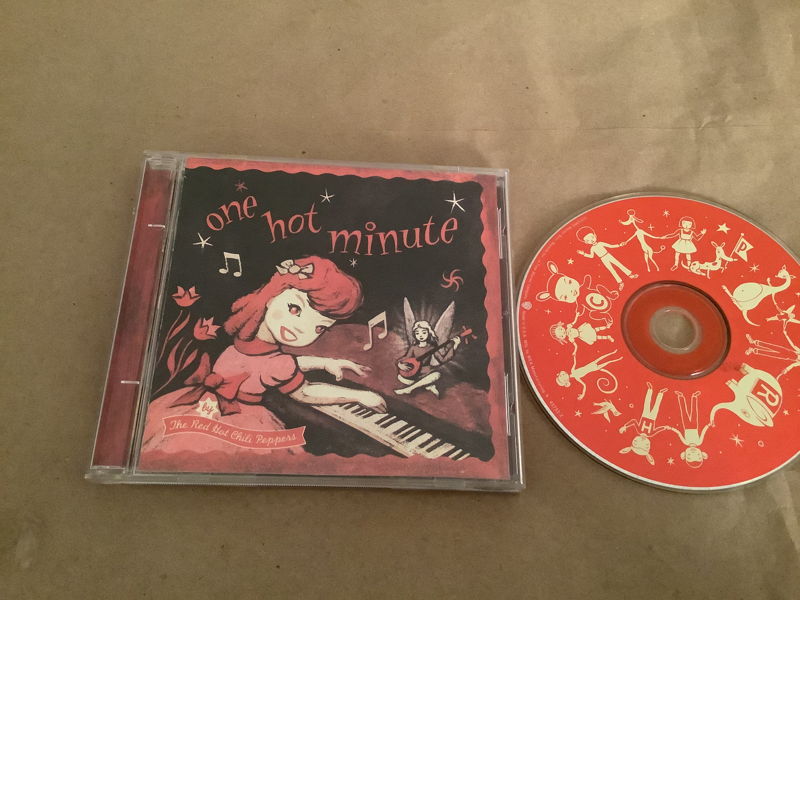 one hot minute
by
The Red Hot Chili Peppers
P
C
R
H